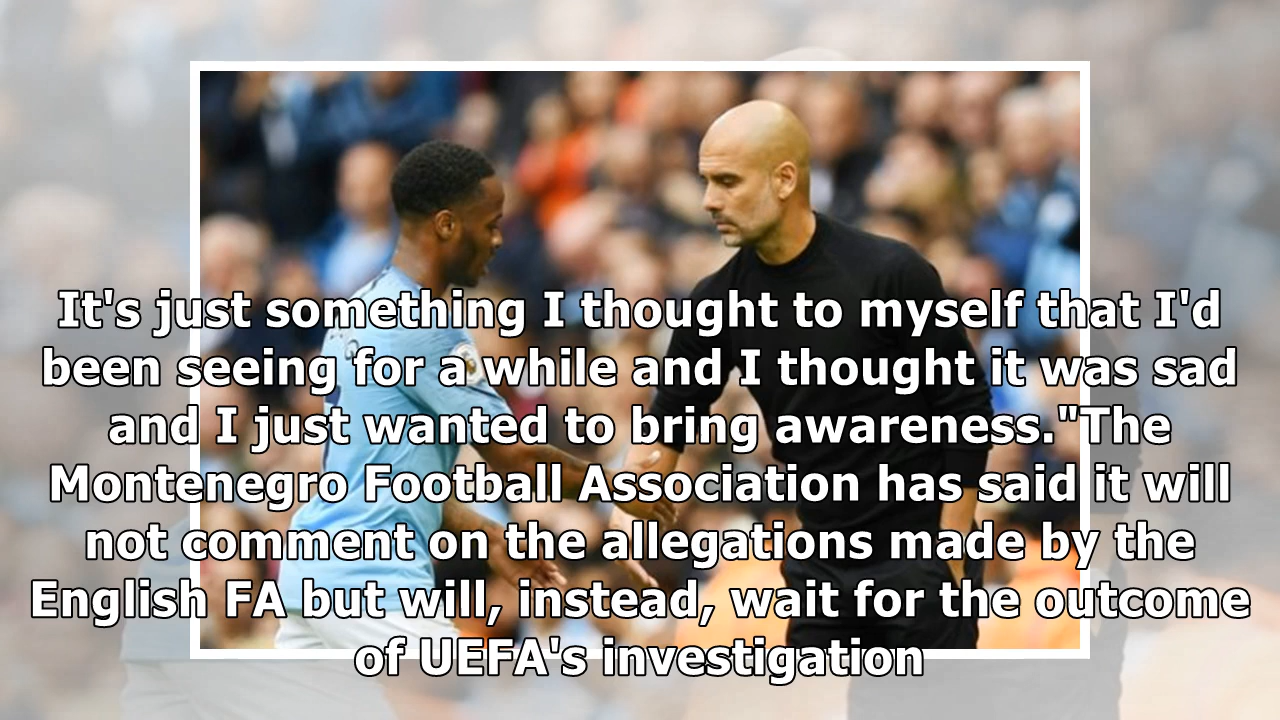 It's just something I thought to myself that I'd
been seeing for a while and I thought it was sad
and I just wanted to bring awareness."The
Montenegro Football Association has said it will
not comment on the allegations made by the
English FA but will, instead, wait for the outcome
of UEFA's investigation